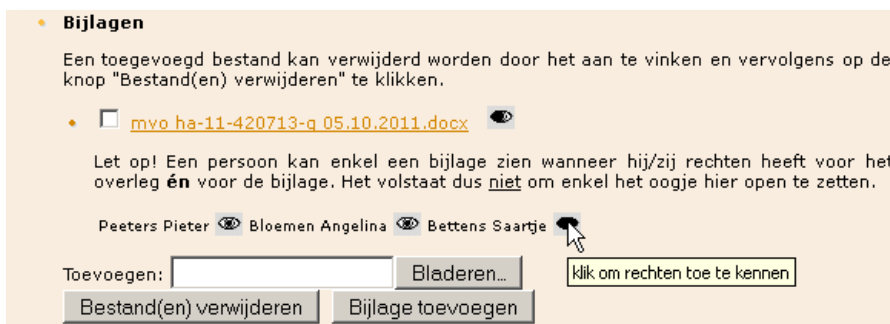 Bijlagen
Een toegevoegd bestand kan verwijderd worden door het aan te vinken en vervolgens op de
knop "Bestand(en) verwijderen" te klikken.
mvo ha-11-420713-g 05.10.2011.docx
Let op! Een persoon kan enkel een bijlage zien wanneer hij/zij rechten heeft voor het
overleg én voor de bijlage. Het volstaat dus niet om enkel het oogje hier open te zetten.
Peeters Pieter Bloemen Angelina Bettens Saartje
Toevoegen: Bladeren... klik om rechten toe te kennen
Bestand(en) verwijderen Bijlage toevoegen